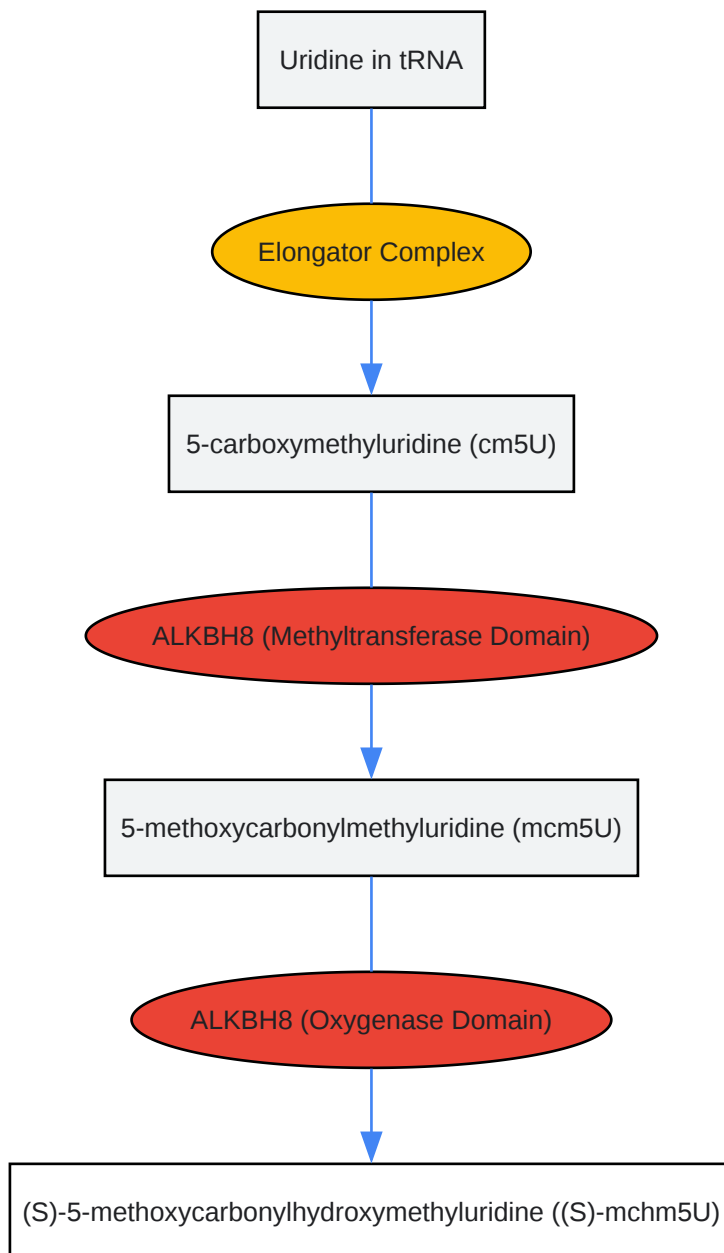 Uridine in tRNA
Elongator Complex
5-carboxymethyluridine (cm5U)
ALKBH8 (Methyltransferase Domain)
5-methoxycarbonylmethyluridine (mcm5U)
ALKBH8 (Oxygenase Domain)
(S)-5-methoxycarbonylhydroxymethyluridine ((S)-mchm5U)